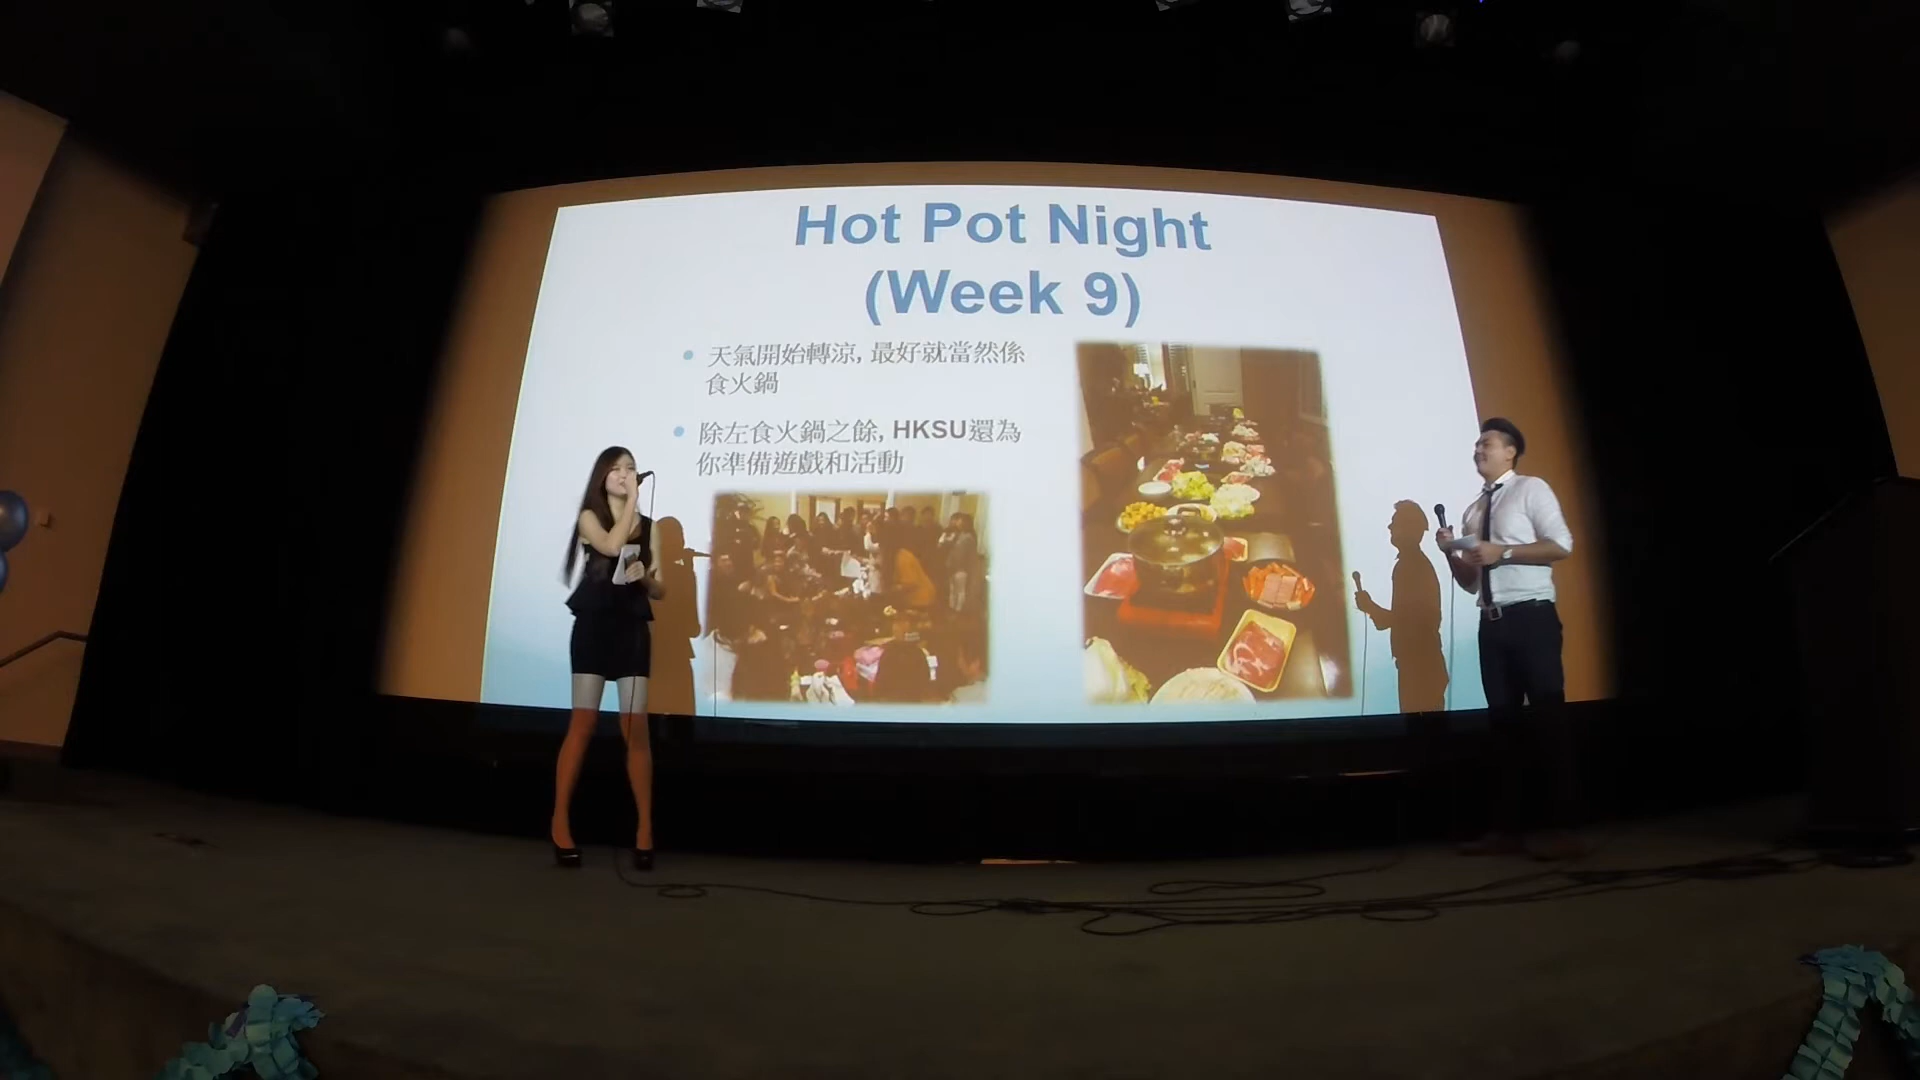 Hot Pot Night
(Week 9)
天氣開始轉涼, 最好就當然係
食火鍋
除左食火鍋之餘, HKSU還為
你準備遊戲和活動